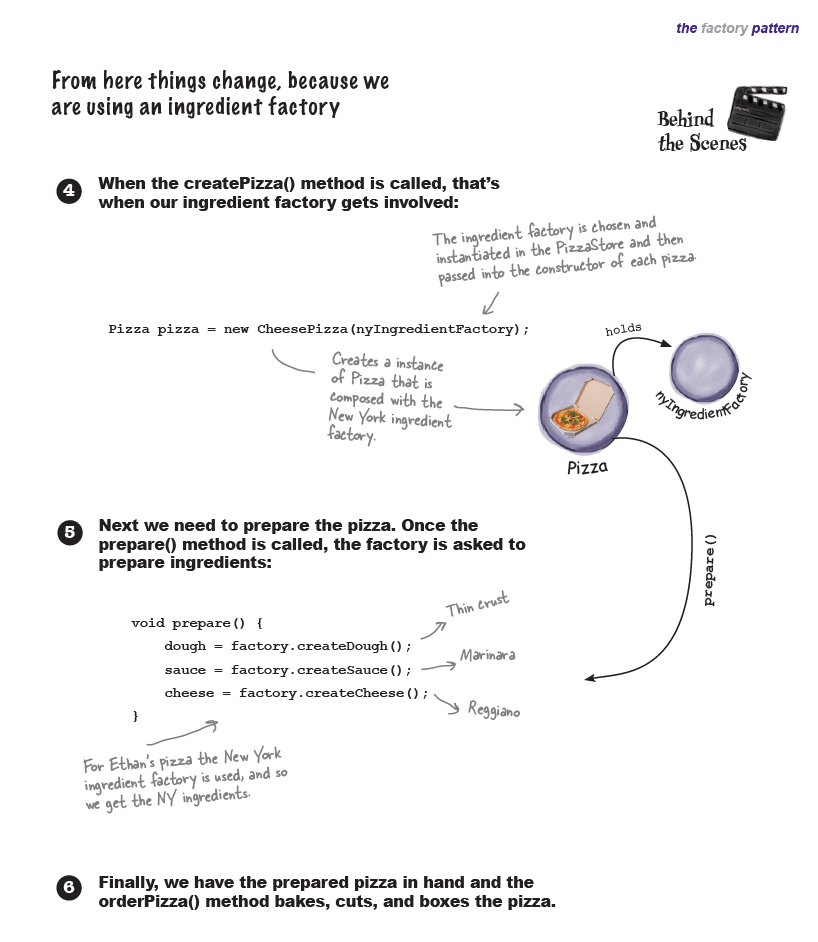 the factory pattern
From here things change, because we
are using an ingredient factory
Behind
the Scenes
4
When the createPizza() method is called, that's
when our ingredient factory gets involved:
The ingredient factory is chosen and
instantiated in the PizzaStore and then
passed into the constructor of each pizza.
Pizza pizza = new CheesePizza(nyIngredientFactory);
holds
nyIngredientFactory
Creates a instance
of Pizza that is
composed with the
New York ingredient
factory.
Pizza
5
Next we need to prepare the pizza. Once the
prepare() method is called, the factory is asked to
prepare ingredients:
prepare()
void prepare() {
dough = factory.createDough();
sauce = factory.createSauce();
cheese = factory.createCheese();
}
Thin crust
Marinara
Reggiano
For Ethan's pizza the New York
ingredient factory is used, and so
we get the NY ingredients.
6
Finally, we have the prepared pizza in hand and the
orderPizza() method bakes, cuts, and boxes the pizza.